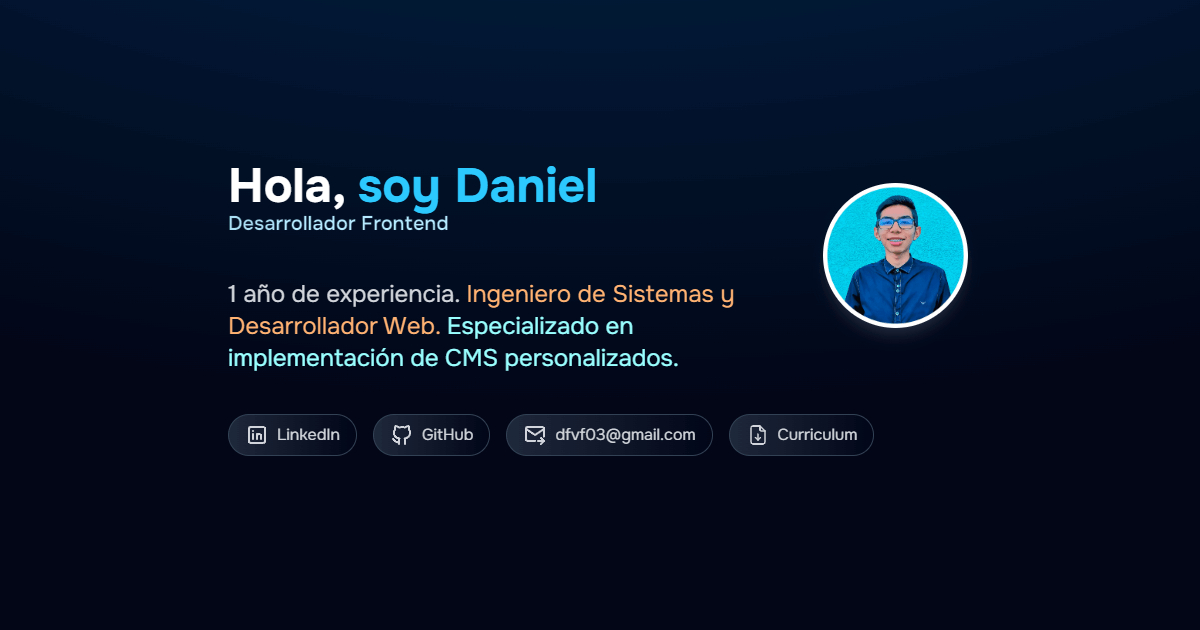 Hola, soy Daniel
Desarrollador Frontend
1 año de experiencia. Ingeniero de Sistemas y
Desarrollador Web. Especializado en
implementación de CMS personalizados.
LinkedIn
GitHub
dfvf03@gmail.com
Curriculum